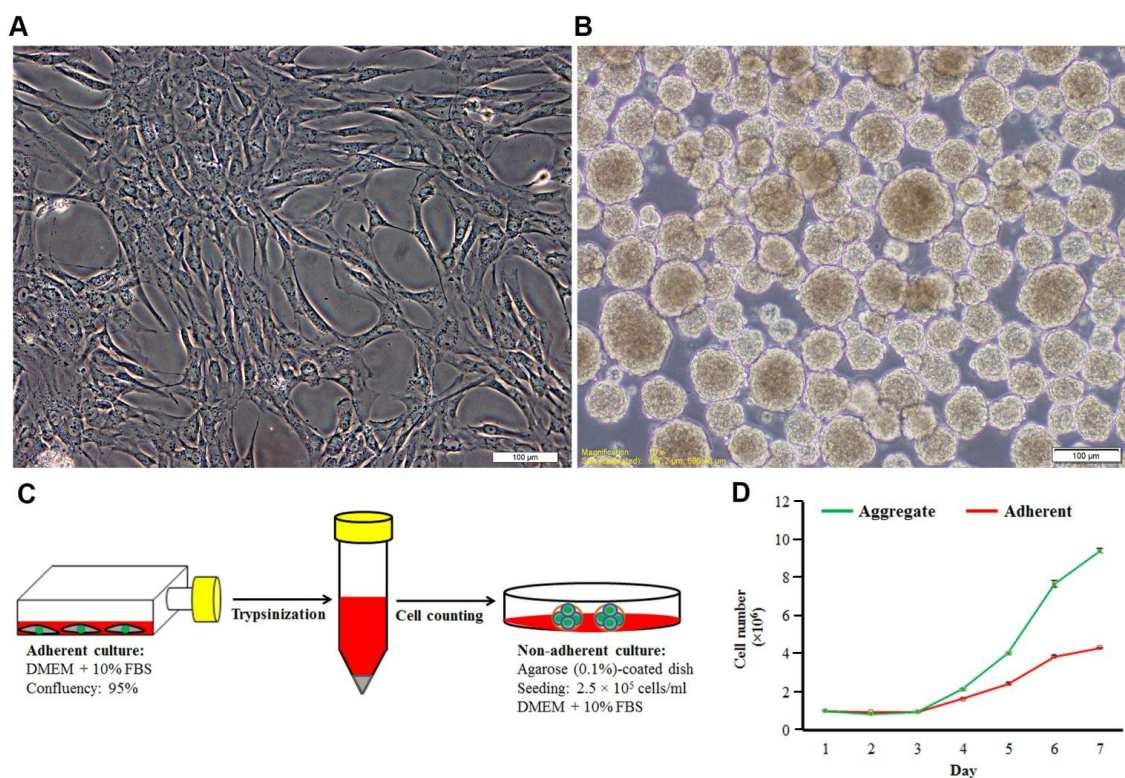 A
B
100 µm
Magnification: 10 x
100 µm
C
Trypsinization
Cell counting
Adherent culture:
DMEM + 10% FBS
Confluency: 95%
Non-adherent culture:
Agarose (0.1%)-coated dish
Seeding: 2.5 × 10⁵ cells/ml
DMEM + 10% FBS
D
Aggregate
Adherent
Cell number
(×10⁶)
12
10
8
6
4
2
0
1 2 3 4 5 6 7
Day